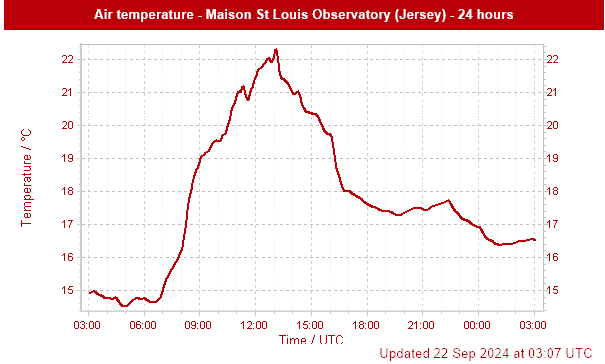 Air temperature - Maison St Louis Observatory (Jersey) - 24 hours
22 22
21 21
20 20
19 19
18 18
17 17
16 16
15 15
Temperature / °C
03:00 06:00 09:00 12:00 15:00 18:00 21:00 00:00 03:00
Time / UTC
Updated 22 Sep 2024 at 03:07 UTC